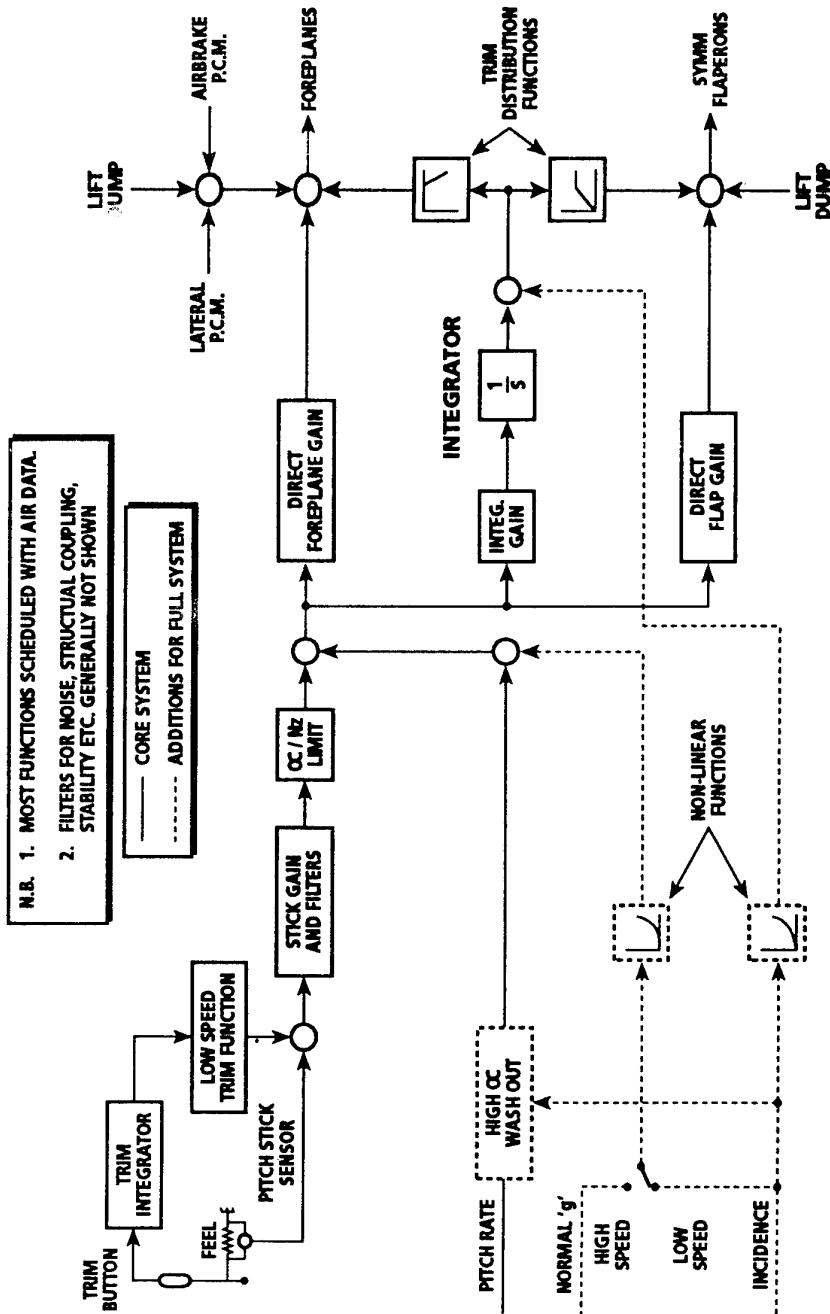 N.B. 1. MOST FUNCTIONS SCHEDULED WITH AIR DATA.
2. FILTERS FOR NOISE, STRUCTURAL COUPLING,
STABILITY ETC. GENERALLY NOT SHOWN
CORE SYSTEM
ADDITIONS FOR FULL SYSTEM
TRIM
BUTTON
TRIM
INTEGRATOR
LOW SPEED
TRIM FUNCTION
FEEL
PITCH STICK
SENSOR
STICK GAIN
AND FILTERS
α / Nz
LIMIT
DIRECT
FOREPLANE GAIN
LATERAL
P.C.M.
LIFT
DUMP
AIRBRAKE
P.C.M.
FOREPLANES
INTEGRATOR
INTEG.
GAIN
1
S
TRIM
DISTRIBUTION
FUNCTIONS
DIRECT
FLAP GAIN
SYMM
FLAPERONS
LIFT
DUMP
PITCH RATE
HIGH α
WASH OUT
NORMAL 'g'
HIGH
SPEED
LOW
SPEED
INCIDENCE
NON-LINEAR
FUNCTIONS